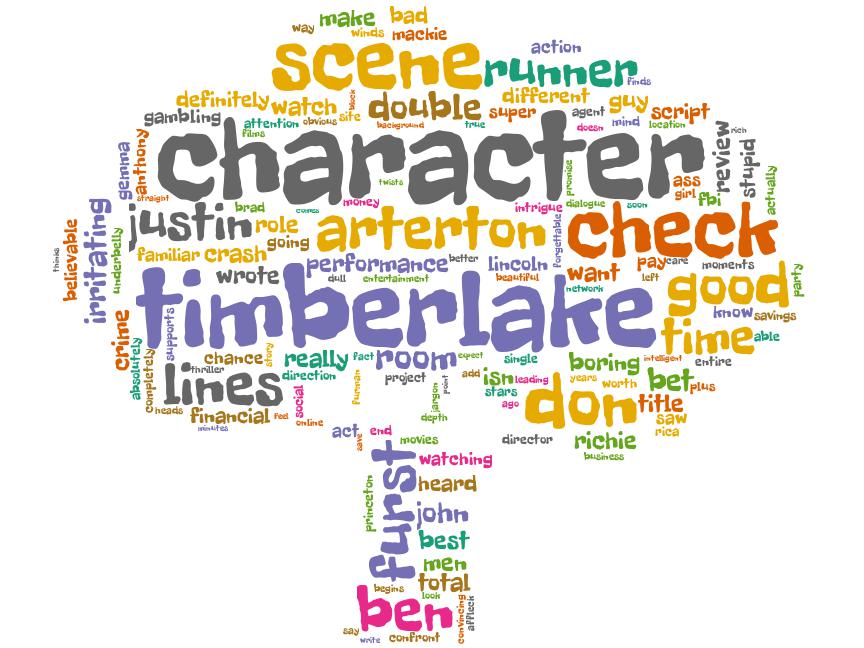 make bad
way winds mackie
scene runner action finds
definitely watch block double different guy
gambling attention obvious site background super agent script
films true doesn mind location
character
gemma anthony straight twists promise ass girl fbi review rich stupid actually
justin brad comes money intrigue dialogue soon
role arterton forgettable check
thinks believable irritating underbelly familiar crash going
wrote performance better lincoln want pay care moments
dull entertainment beautiful left
timberlake network good party
know savings
crime supports time able
absolutely completely thriller chance story really fact room expect single boring intelligent entire
lines direction project point add isn leading years worth bet plus
heads financial feel social furman jargon stars don title
minutes online depth ago saw rica
act save end movies director richie
business
furst watching
princeton heard
john
best
men
begins total
look
ben convincing affleck
say write confront